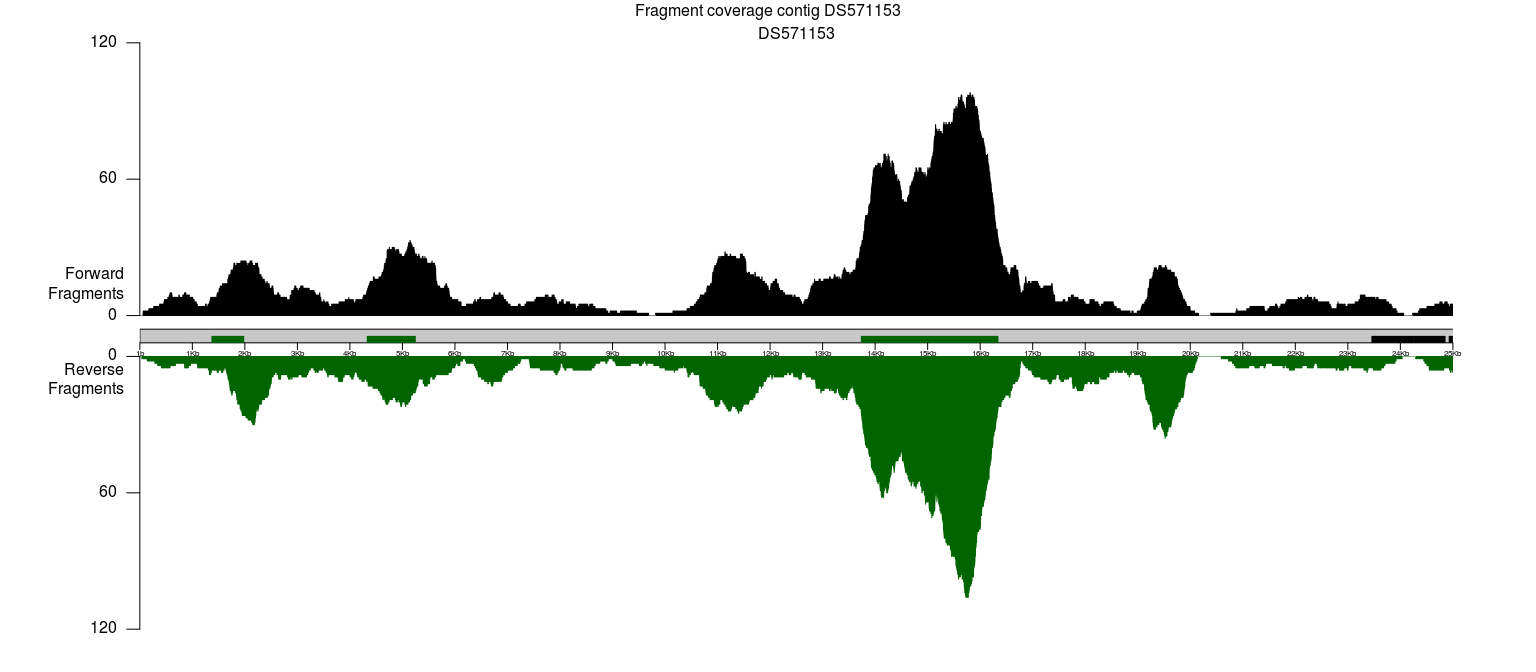 Fragment coverage contig DS571153
DS571153
120
60
Forward
Fragments
0
1Kb 2Kb 3Kb 4Kb 5Kb 6Kb 7Kb 8Kb 9Kb 10Kb 11Kb 12Kb 13Kb 14Kb 15Kb 16Kb 17Kb 18Kb 19Kb 20Kb 21Kb 22Kb 23Kb 24Kb 25Kb
0
Reverse
Fragments
60
120